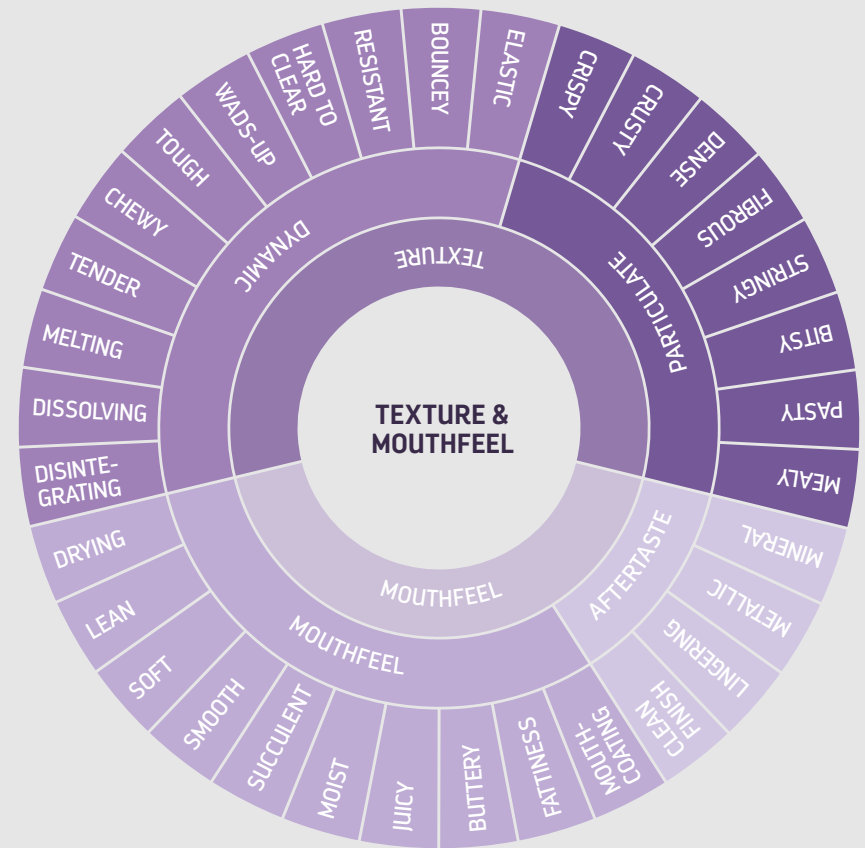 TEXTURE &
MOUTHFEEL
TEXTURE
DYNAMIC
DISINTE-
GRATING
DISSOLVING
MELTING
TENDER
CHEWY
TOUGH
WADS-UP
HARD TO
CLEAR
RESISTANT
BOUNCEY
ELASTIC
PARTICULATE
CRISPY
CRUSTY
DENSE
FIBROUS
STRINGY
BITSY
PASTY
MEALY
MOUTHFEEL
AFTERTASTE
MINERAL
METALLIC
LINGERING
CLEAN
FINISH
MOUTHFEEL
MOUTH-
COATING
FATTINESS
BUTTERY
JUICY
MOIST
SUCCULENT
SMOOTH
SOFT
LEAN
DRYING